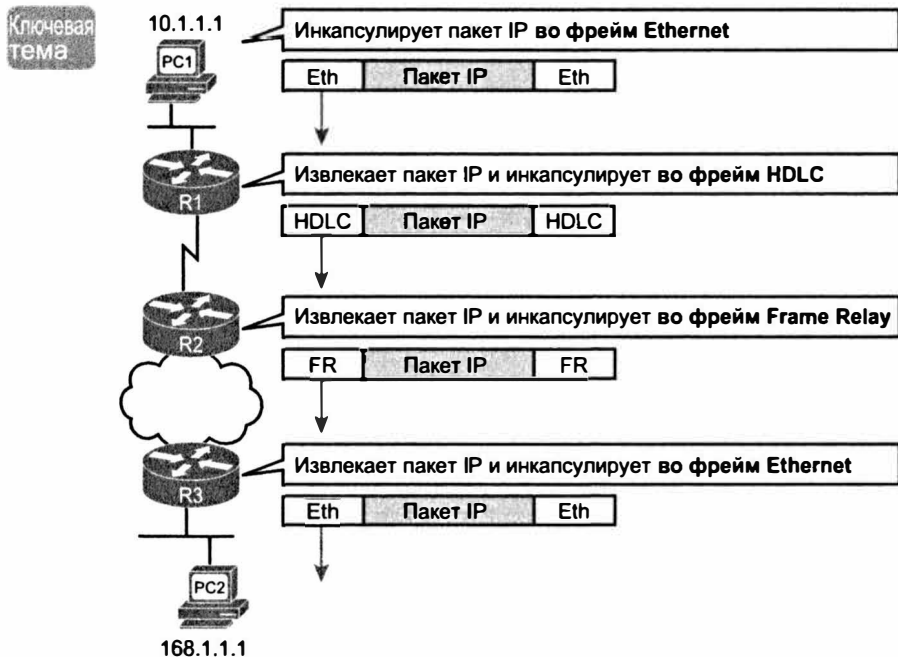 Ключевая
тема
10.1.1.1
PC1
Инкапсулирует пакет IP во фрейм Ethernet
Eth Пакет IP Eth
R1
Извлекает пакет IP и инкапсулирует во фрейм HDLC
HDLC Пакет IP HDLC
R2
Извлекает пакет IP и инкапсулирует во фрейм Frame Relay
FR Пакет IP FR
R3
Извлекает пакет IP и инкапсулирует во фрейм Ethernet
Eth Пакет IP Eth
PC2
168.1.1.1